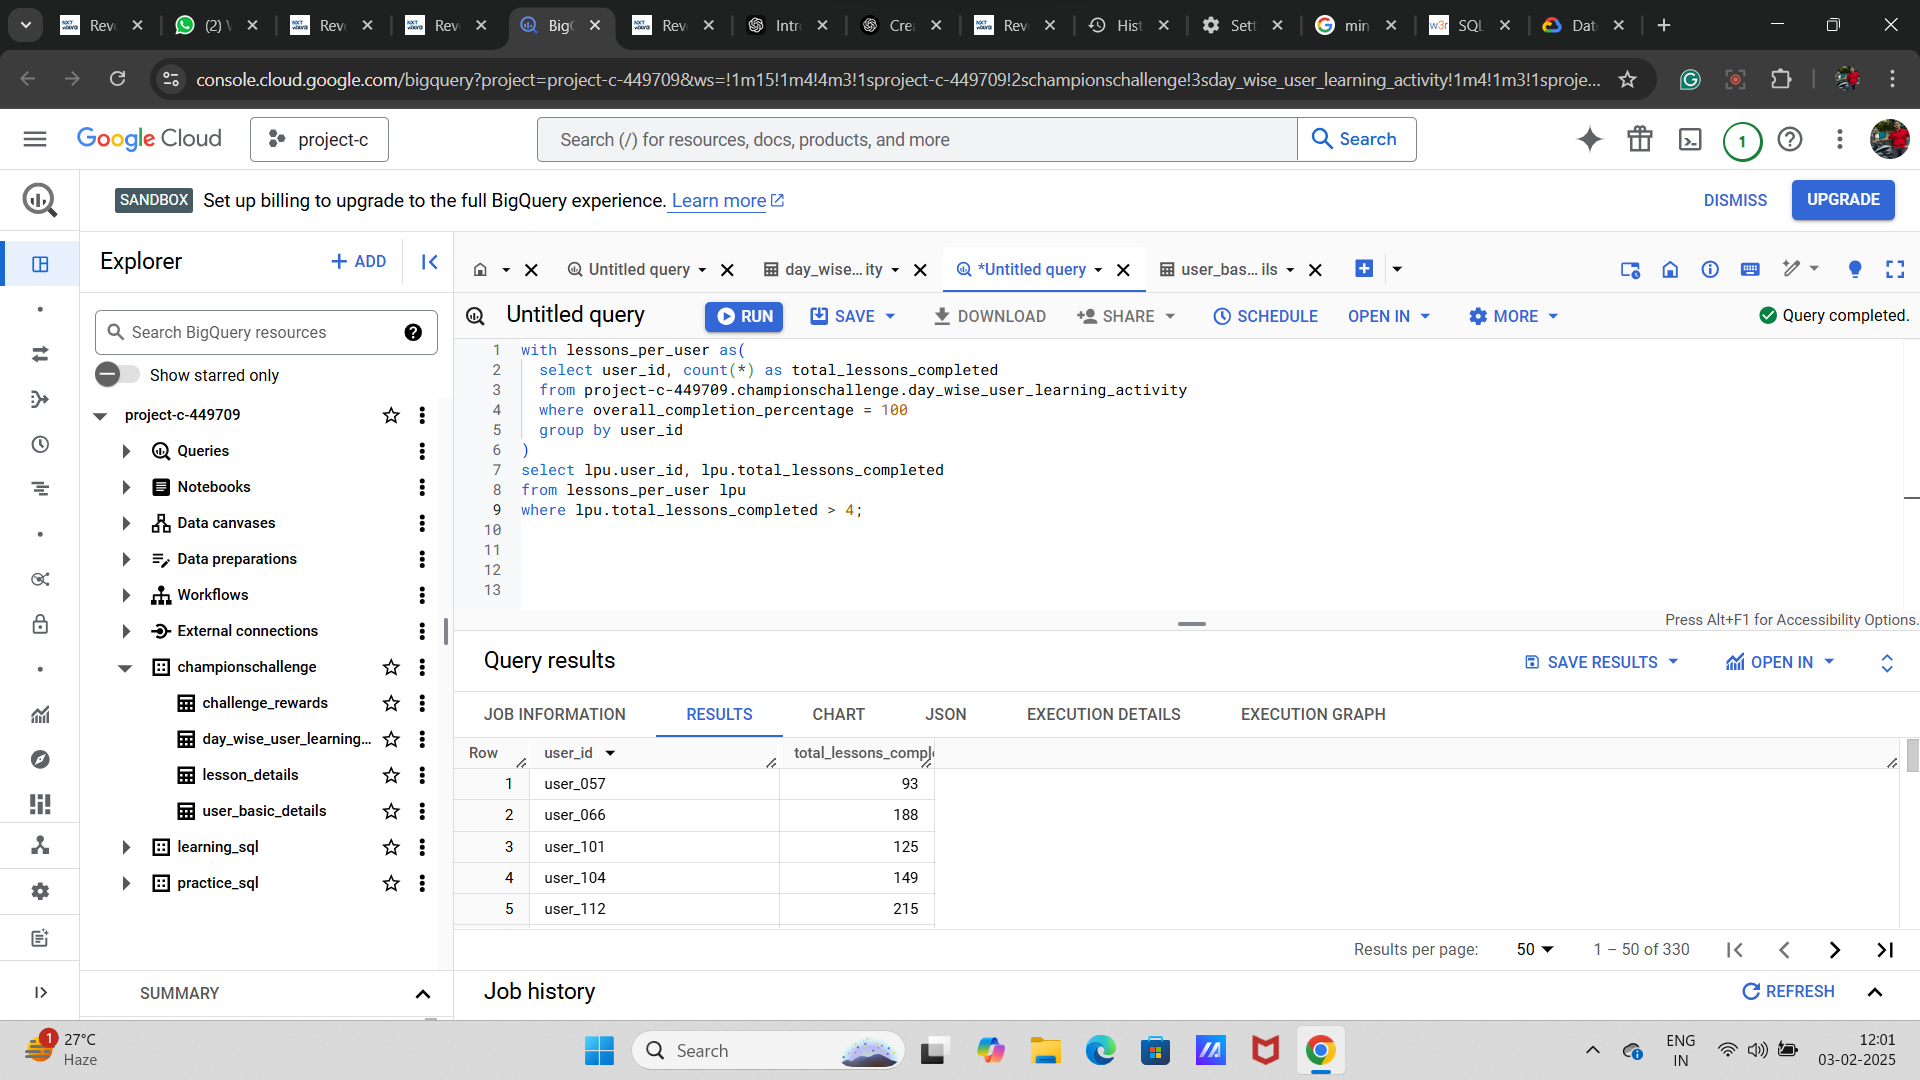 Rev
(2) \
Rev
Rev
Big
Rev
Intr
Cre
Rev
Hist
Sett
min
SQL
Dat
console.cloud.google.com/bigquery?project=project-c-449709&ws=!1m15!1m4!4m3!1sproject-c-449709!2schampionschallenge!3sday_wise_user_learning_activity!1m4!1m3!1sproje...
Google Cloud
project-c
Search (/) for resources, docs, products, and more
Search
1
SANDBOX
Set up billing to upgrade to the full BigQuery experience. Learn more
DISMISS
UPGRADE
Explorer
+ ADD
Untitled query
day_wise...ity
*Untitled query
user_bas...ils
Untitled query
RUN
SAVE
DOWNLOAD
SHARE
SCHEDULE
OPEN IN
MORE
Query completed.
Search BigQuery resources
Show starred only
project-c-449709
Queries
Notebooks
Data canvases
Data preparations
Workflows
External connections
championschallenge
challenge_rewards
day_wise_user_learning...
lesson_details
user_basic_details
learning_sql
practice_sql
SUMMARY
1 with lessons_per_user as(
2 select user_id, count(*) as total_lessons_completed
3 from project-c-449709.championschallenge.day_wise_user_learning_activity
4 where overall_completion_percentage = 100
5 group by user_id
6 )
7 select lpu.user_id, lpu.total_lessons_completed
8 from lessons_per_user lpu
9 where lpu.total_lessons_completed > 4;
10
11
12
13
Press Alt+F1 for Accessibility Options.
Query results
SAVE RESULTS
OPEN IN
JOB INFORMATION
RESULTS
CHART
JSON
EXECUTION DETAILS
EXECUTION GRAPH
Row user_id total_lessons_comple
1 user_057 93
2 user_066 188
3 user_101 125
4 user_104 149
5 user_112 215
Results per page: 50 1 – 50 of 330
Job history
REFRESH
1
27°C
Haze
Search
ENG
IN
12:01
03-02-2025